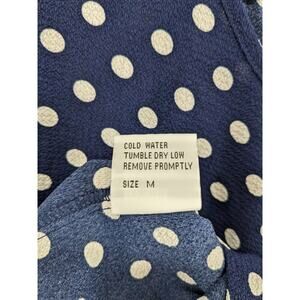 COLD WATER
TUMBLE DRY LOW
REMOVE PROMPTLY
SIZE M